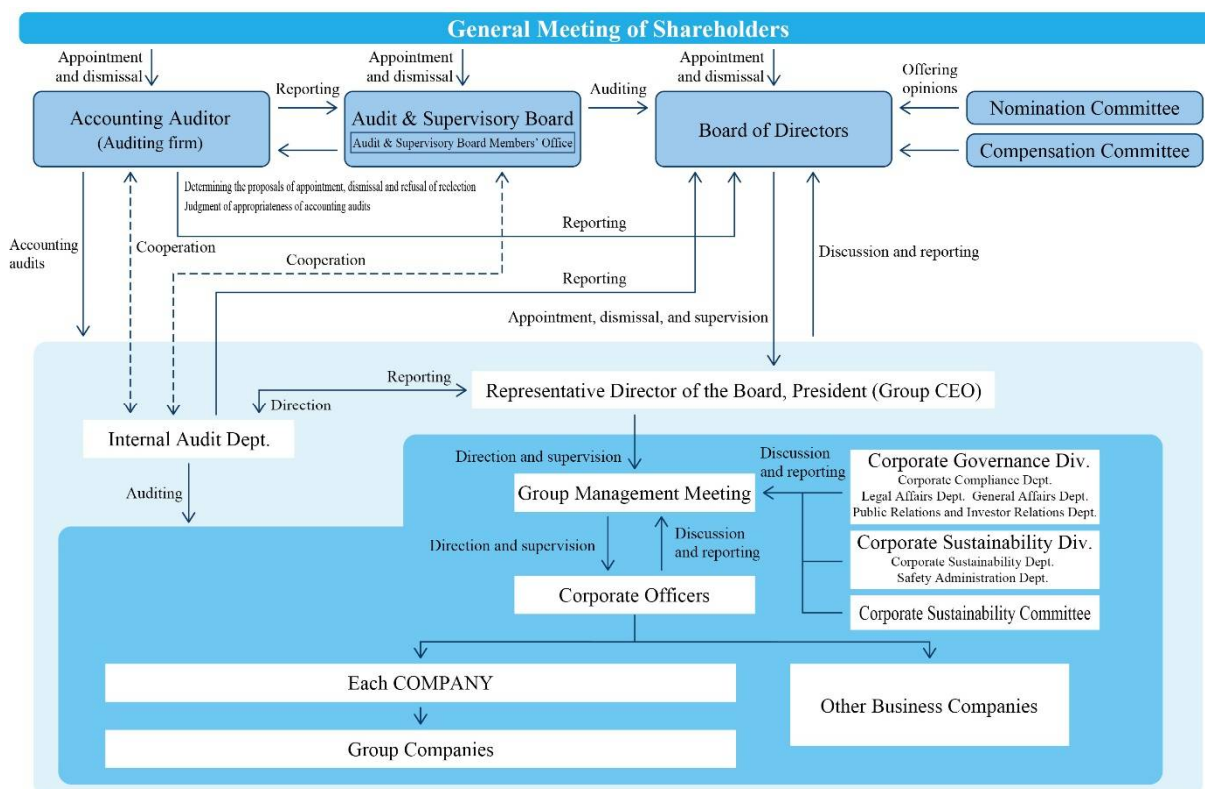 General Meeting of Shareholders
Appointment
and dismissal
Appointment
and dismissal
Appointment
and dismissal
Reporting
Auditing
Offering
opinions
Accounting Auditor
(Auditing firm)
Audit & Supervisory Board
Audit & Supervisory Board Members' Office
Board of Directors
Nomination Committee
Compensation Committee
Determining the proposals of appointment, dismissal and refusal of reelection
Judgment of appropriateness of accounting audits
Accounting
audits
Cooperation
Cooperation
Reporting
Reporting
Discussion and reporting
Appointment, dismissal, and supervision
Reporting
Direction
Representative Director of the Board, President (Group CEO)
Internal Audit Dept.
Auditing
Direction and supervision
Discussion
and reporting
Group Management Meeting
Corporate Governance Div.
Corporate Compliance Dept.
Legal Affairs Dept. General Affairs Dept.
Public Relations and Investor Relations Dept.
Direction and supervision
Discussion
and reporting
Corporate Sustainability Div.
Corporate Sustainability Dept.
Safety Administration Dept.
Corporate Officers
Corporate Sustainability Committee
Each COMPANY
Other Business Companies
Group Companies